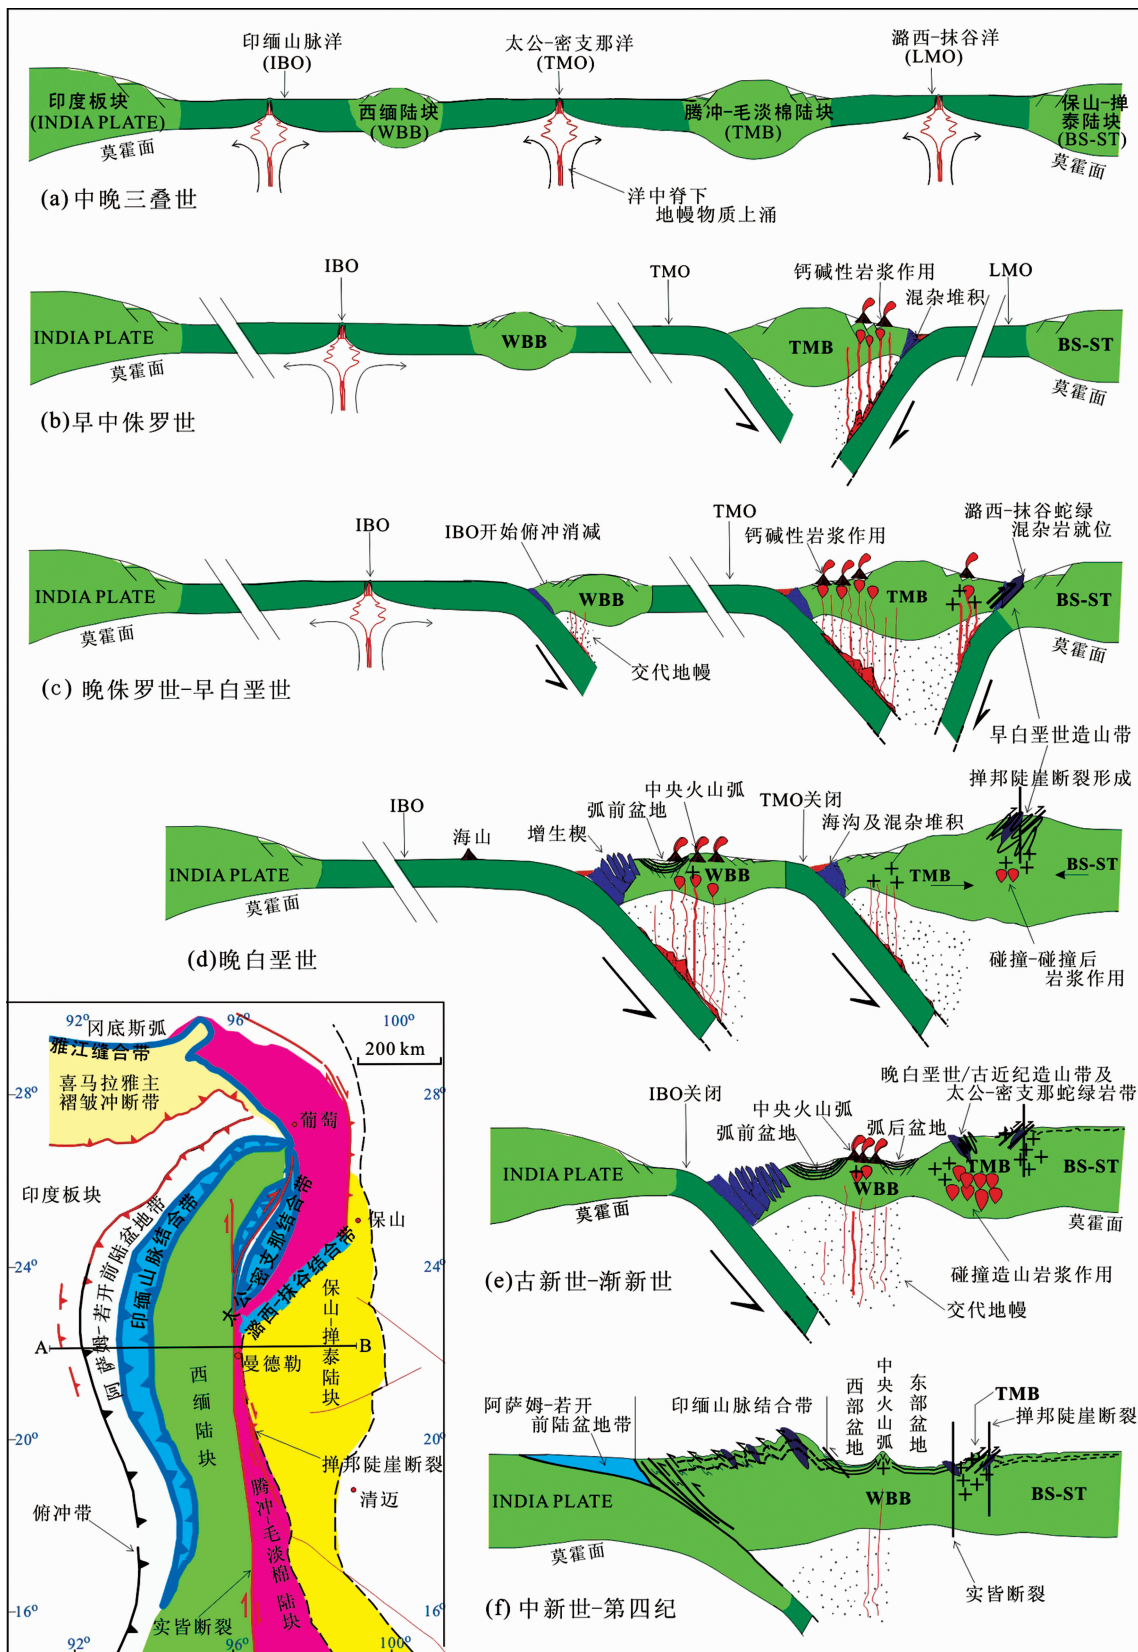 印缅山脉洋
(IBO)
太公-密支那洋
(TMO)
潞西-抹谷洋
(LMO)
印度板块
(INDIA PLATE)
西缅陆块
(WBB)
腾冲-毛淡棉陆块
(TMB)
保山-掸
泰陆块
(BS-ST)
莫霍面
莫霍面
(a)中晚三叠世
洋中脊下
地幔物质上涌
IBO
TMO
钙碱性岩浆作用
混杂堆积
LMO
INDIA PLATE
WBB
TMB
BS-ST
莫霍面
莫霍面
(b)早中侏罗世
IBO
IBO开始俯冲消减
TMO
钙碱性岩浆作用
潞西-抹谷蛇绿
混杂岩就位
INDIA PLATE
WBB
TMB
BS-ST
莫霍面
莫霍面
交代地幔
(c) 晚侏罗世-早白垩世
早白垩世造山带
掸邦陡崖断裂形成
IBO
海山
增生楔
弧前盆地
中央火山弧
TMO关闭
海沟及混杂堆积
INDIA PLATE
WBB
TMB
BS-ST
莫霍面
(d)晚白垩世
碰撞-碰撞后
岩浆作用
92°
96°
100°
冈底斯弧
雅江缝合带
200 km
喜马拉雅主
褶皱冲断带
28°
28°
葡萄
印度板块
阿萨姆-若开前陆盆地带
印缅山脉结合带
太公-密支那结合带
潞西-抹谷结合带
保山
24°
24°
保山-掸泰陆块
A
B
曼德勒
西缅陆块
20°
20°
掸邦陡崖断裂
清迈
腾冲-毛淡棉陆块
俯冲带
实皆断裂
16°
16°
92°
96°
100°
IBO关闭
弧前盆地
中央火山弧
弧后盆地
晚白垩世/古近纪造山带及
太公-密支那蛇绿岩带
INDIA PLATE
WBB
TMB
BS-ST
莫霍面
莫霍面
(e)古新世-渐新世
碰撞造山岩浆作用
交代地幔
阿萨姆-若开
前陆盆地带
印缅山脉结合带
西部盆地
中央火山弧
东部盆地
TMB
掸邦陡崖断裂
INDIA PLATE
WBB
BS-ST
莫霍面
实皆断裂
(f) 中新世-第四纪